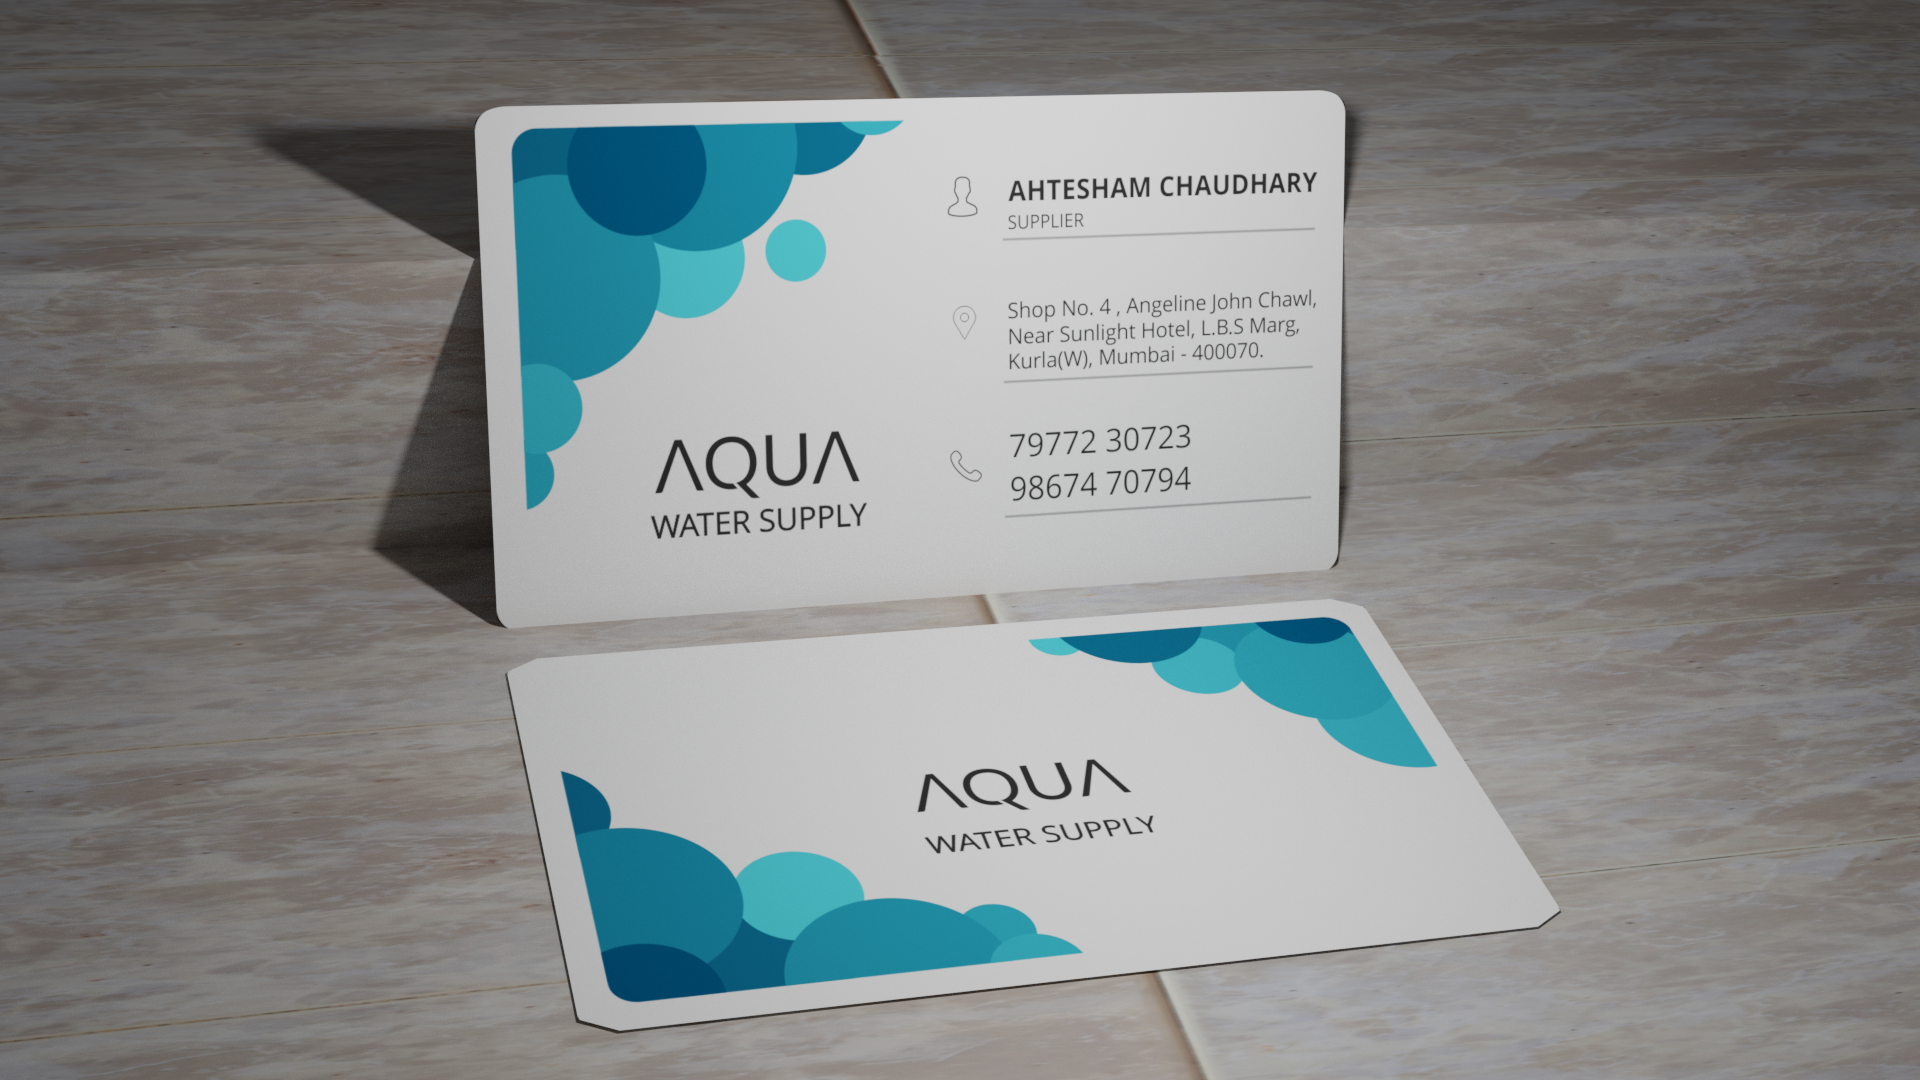 AHTESHAM CHAUDHARY
SUPPLIER
Shop No. 4 , Angeline John Chawl,
Near Sunlight Hotel, L.B.S Marg,
Kurla(W), Mumbai - 400070.
79772 30723
98674 70794
AQUA
WATER SUPPLY
AQUA
WATER SUPPLY